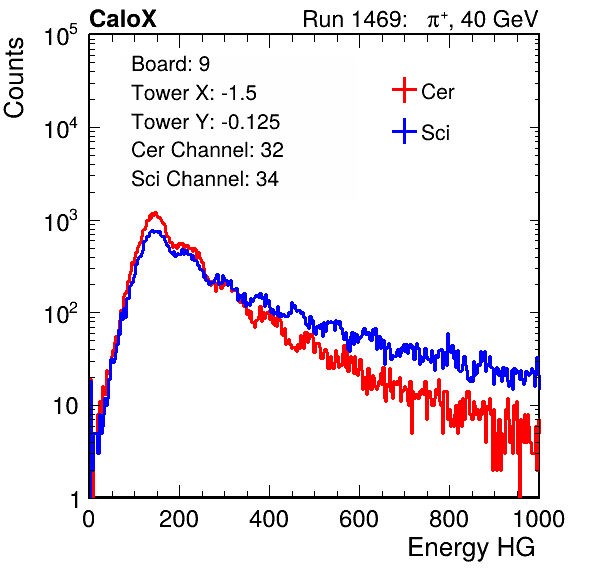 CaloX Run 1469: π⁺, 40 GeV
Counts
Board: 9
Tower X: -1.5
Tower Y: -0.125
Cer Channel: 32
Sci Channel: 34
Cer
Sci
10⁵
10⁴
10³
10²
10
1
0 200 400 600 800 1000
Energy HG